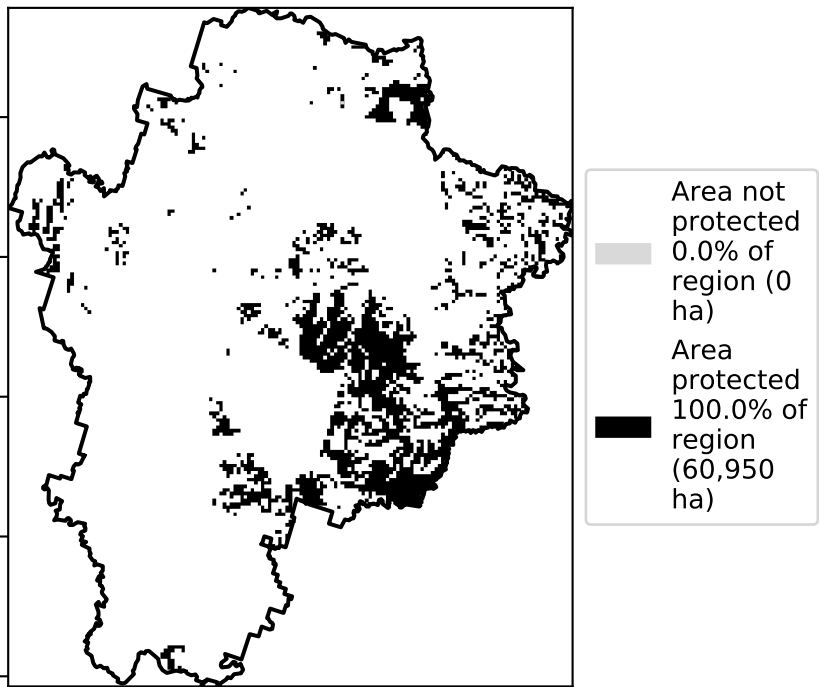 Area not
protected
0.0% of
region (0
ha)
Area
protected
100.0% of
region
(60,950
ha)